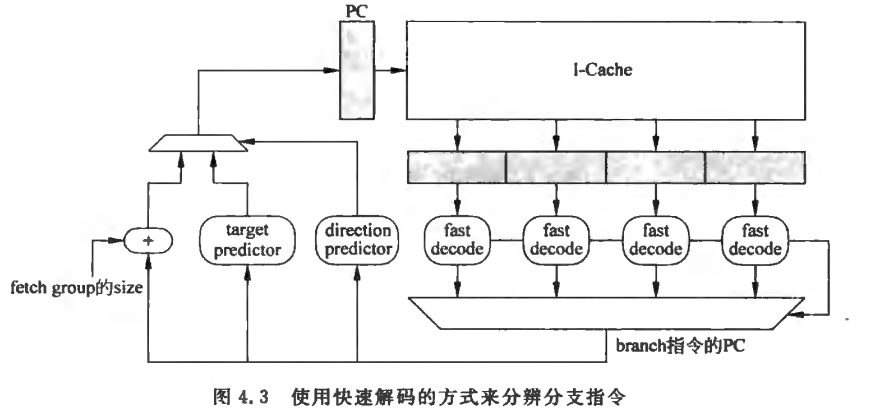 PC
I-Cache
target
predictor
direction
predictor
fast
decode
fast
decode
fast
decode
fast
decode
+
fetch group的size
branch指令的PC
图 4.3 使用快速解码的方式来分辨分支指令